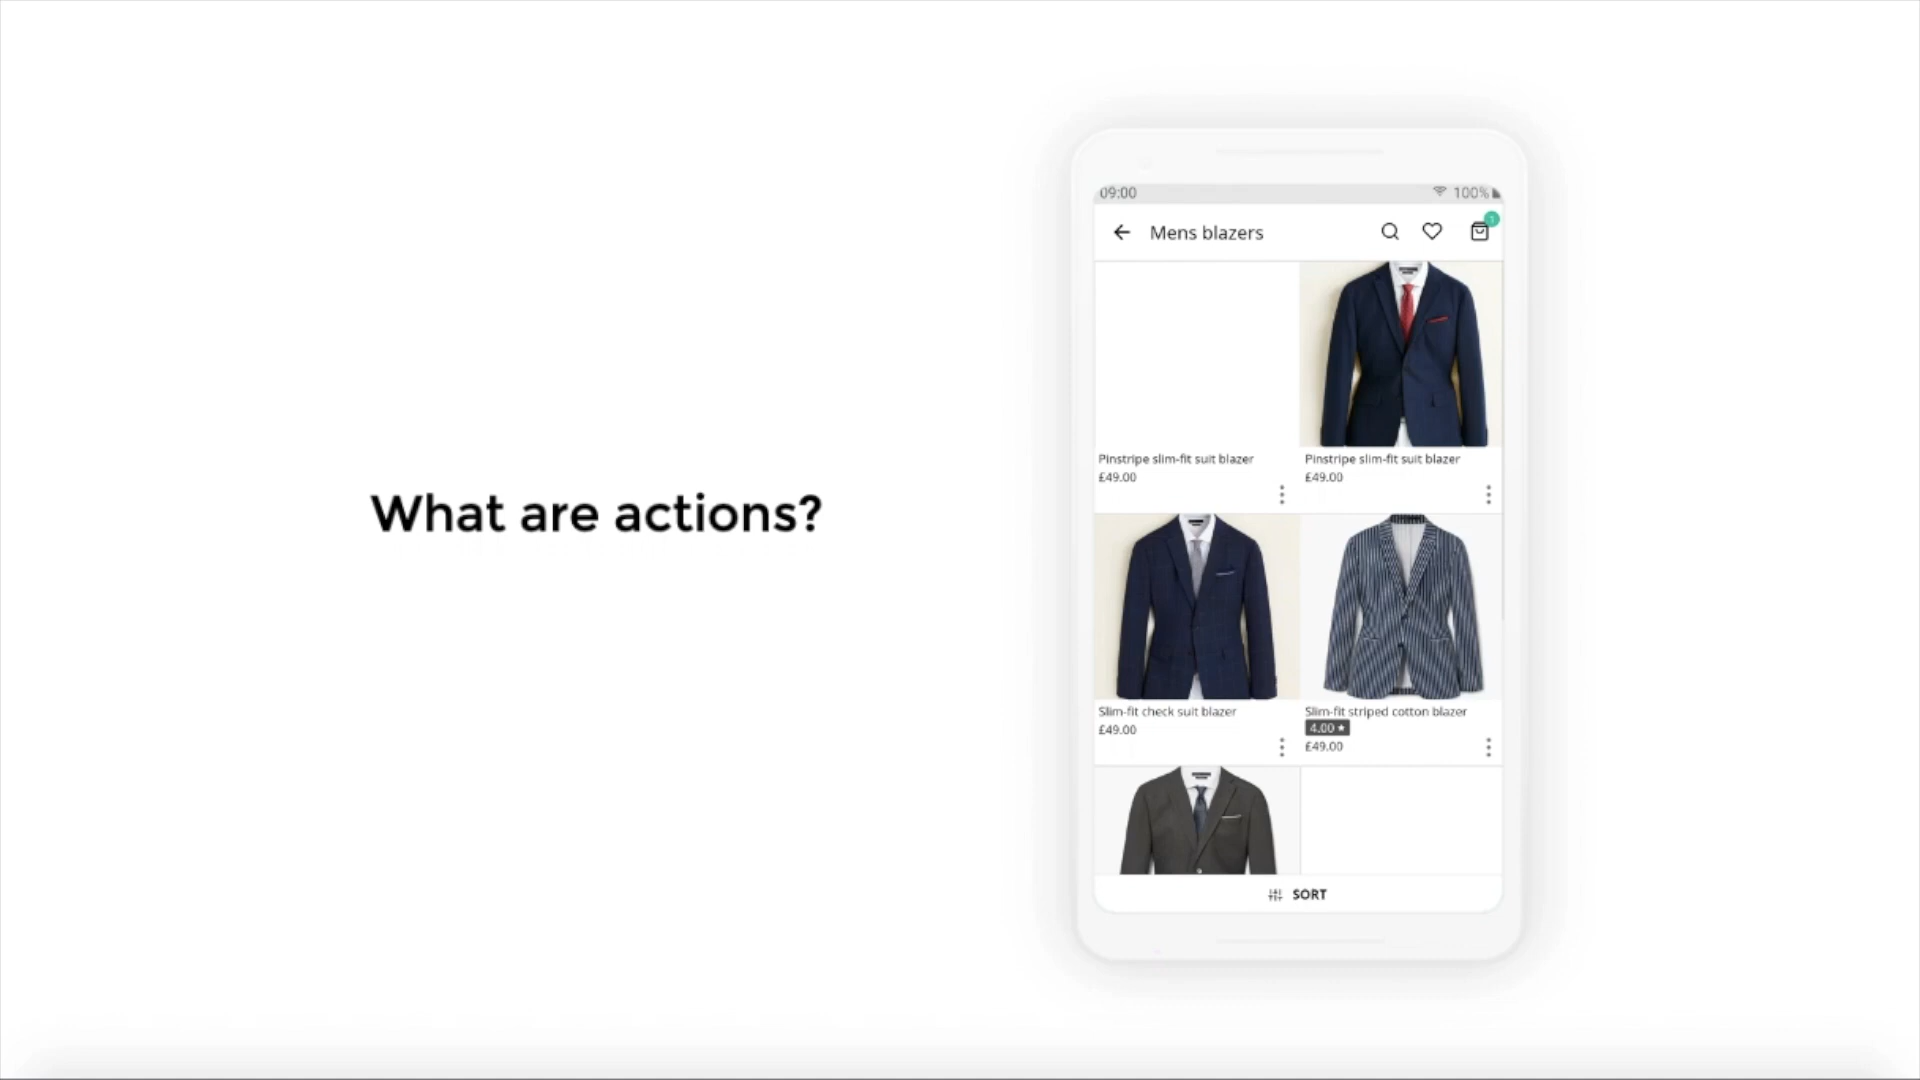 What are actions?
09:00
100%
Mens blazers
1
Pinstripe slim-fit suit blazer
£49.00
Pinstripe slim-fit suit blazer
£49.00
Slim-fit check suit blazer
£49.00
Slim-fit striped cotton blazer
4.00 ★
£49.00
SORT